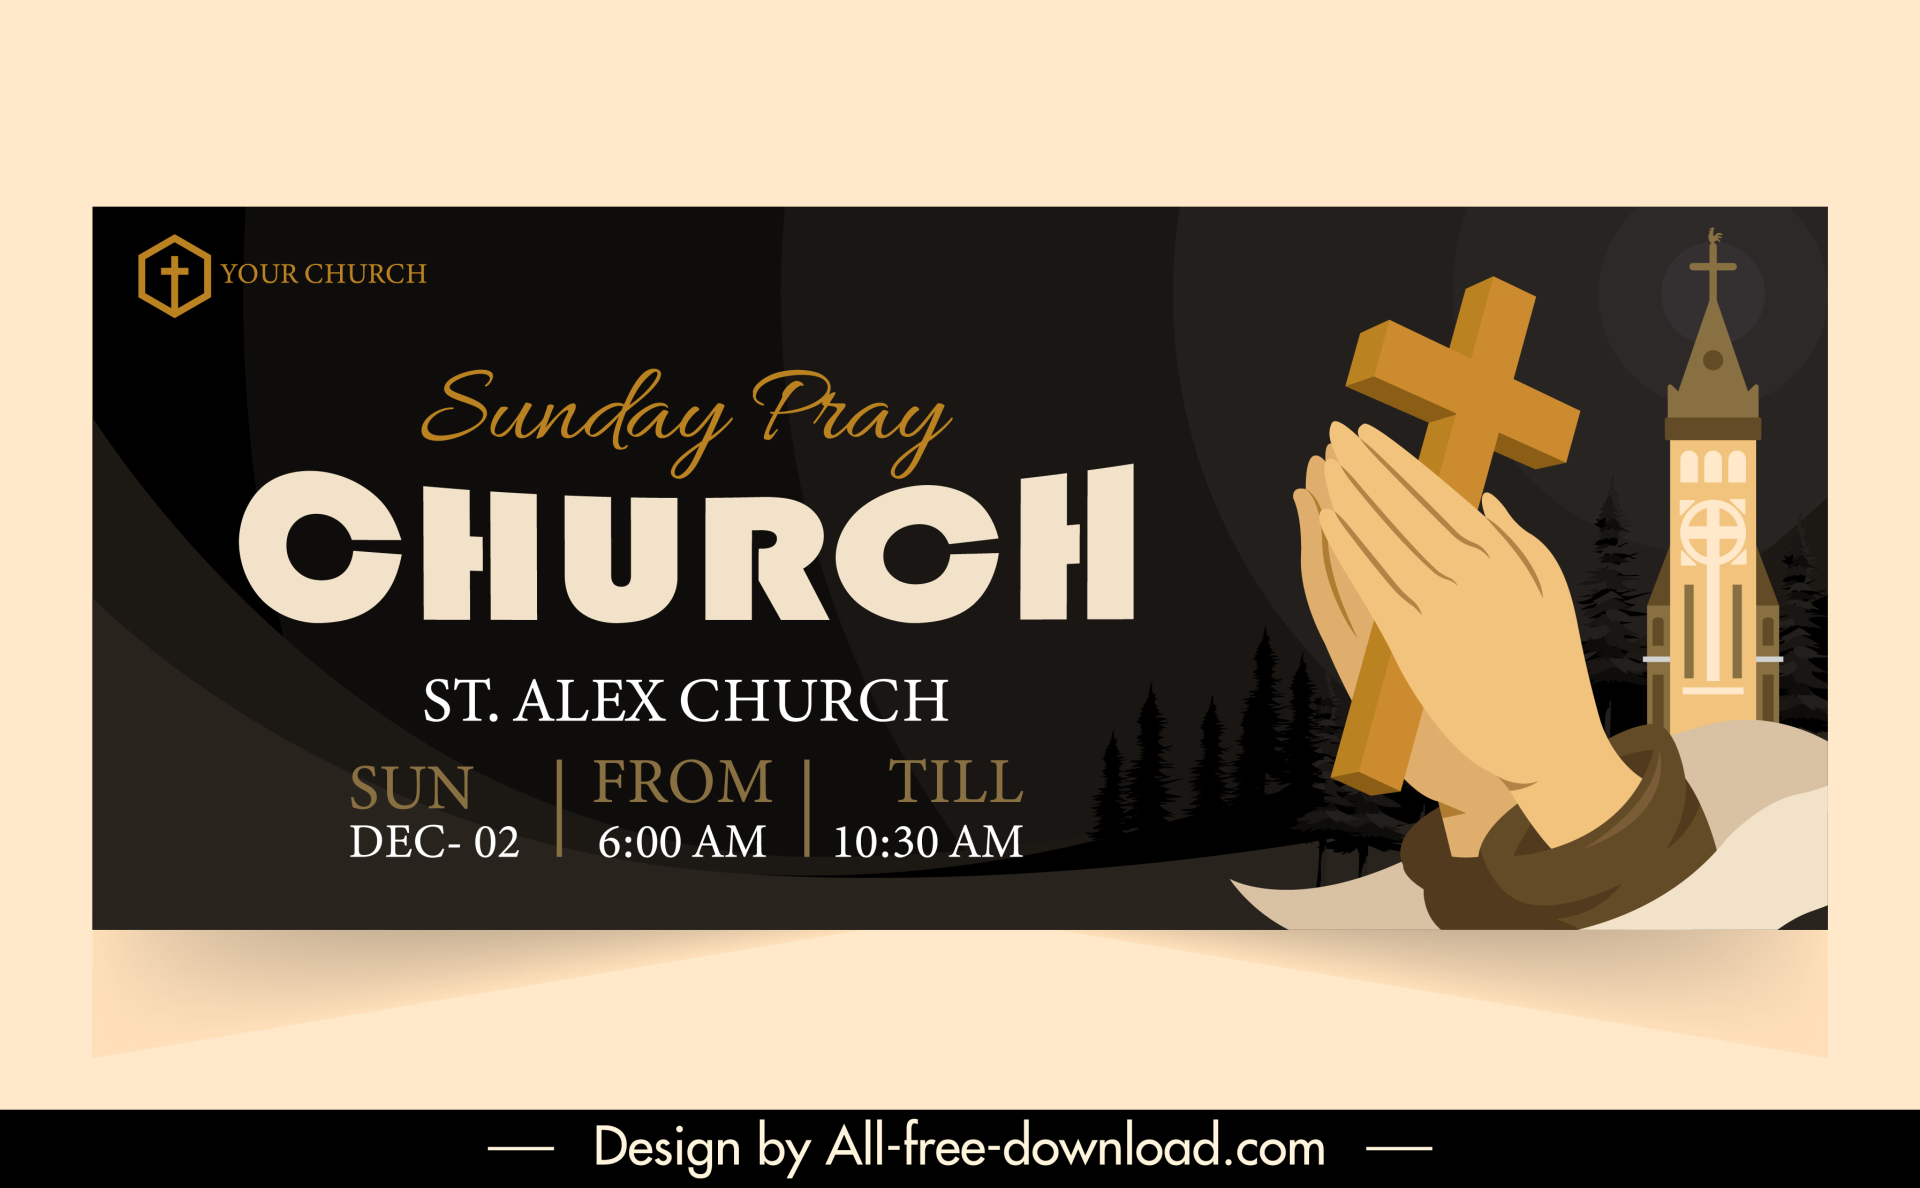 YOUR CHURCH
Sunday Pray
CHURCH
ST. ALEX CHURCH
SUN FROM TILL
DEC- 02 6:00 AM 10:30 AM
Design by All-free-download.com